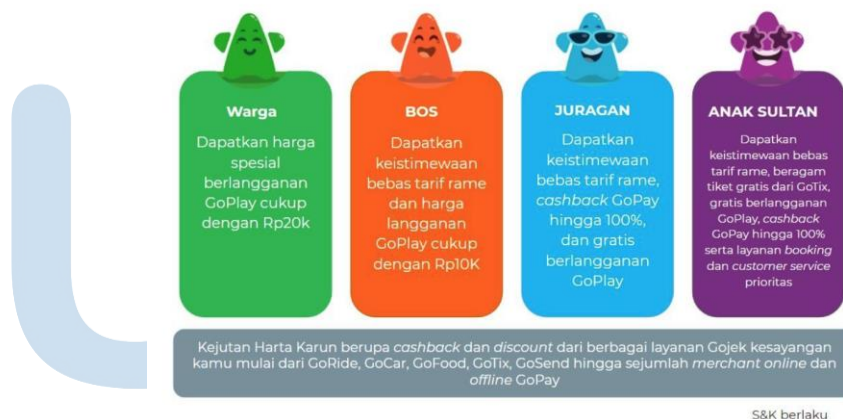 Warga
Dapatkan harga
spesial
berlangganan
GoPlay cukup
dengan Rp20k
BOS
Dapatkan
keistimewaan
bebas tarif rame
dan harga
langganan
GoPlay cukup
dengan Rp10K
JURAGAN
Dapatkan
keistimewaan
bebas tarif rame,
cashback GoPay
hingga 100%,
dan gratis
berlangganan
GoPlay
ANAK SULTAN
Dapatkan
keistimewaan bebas
tarif rame, beragam
tiket gratis dari GoTix,
gratis berlangganan
GoPlay, cashback
GoPay hingga 100%
serta layanan booking
dan customer service
prioritas
Kejutan Harta Karun berupa cashback dan discount dari berbagai layanan Gojek kesayangan
kamu mulai dari GoRide, GoCar, GoFood, GoTix, GoSend hingga sejumlah merchant online dan
offline GoPay
S&K berlaku